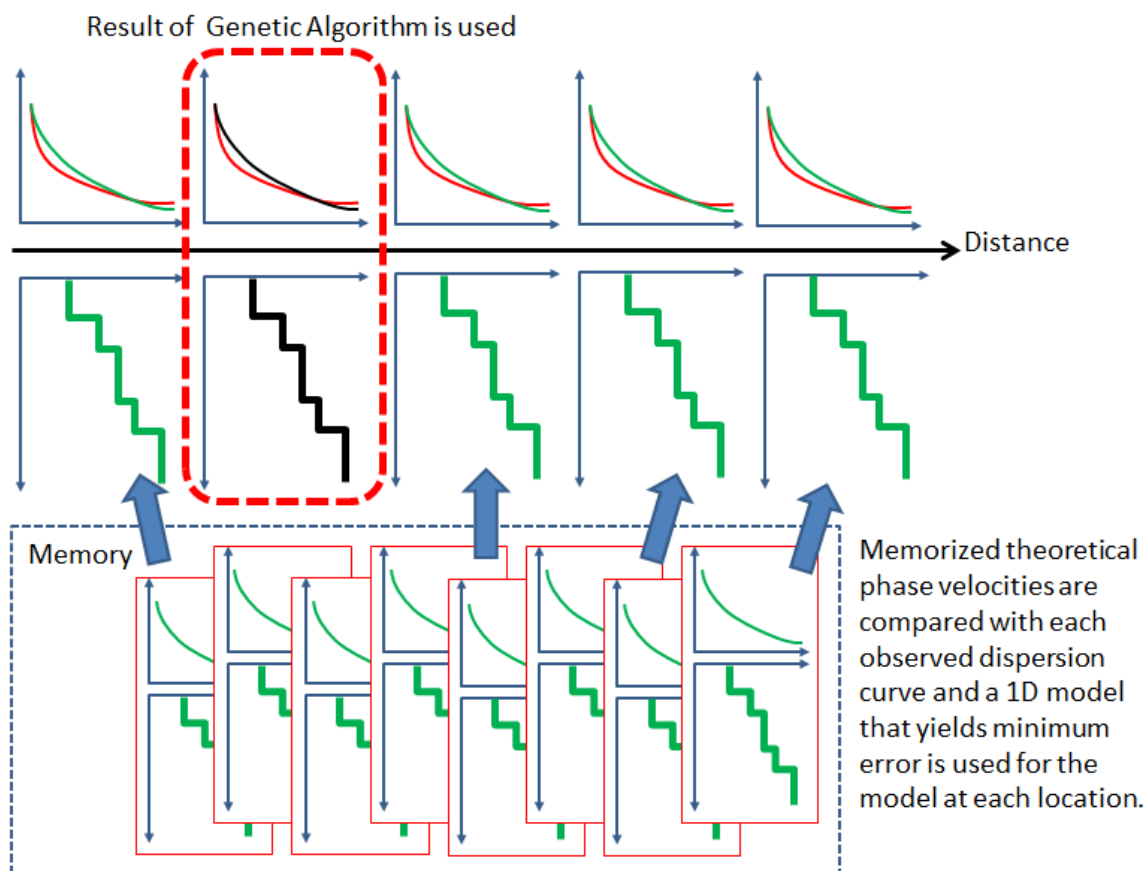 Result of Genetic Algorithm is used
Distance
Memory
Memorized theoretical
phase velocities are
compared with each
observed dispersion
curve and a 1D model
that yields minimum
error is used for the
model at each location.